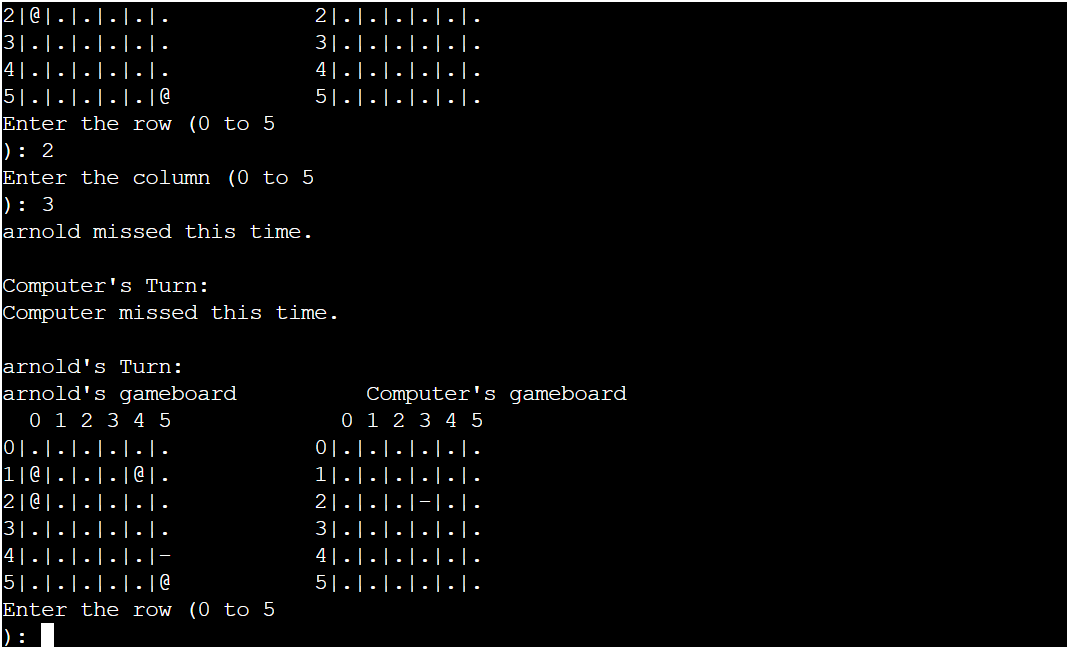 2|@|.|.|.|.|.           2|.|.|.|.|.|.
3|.|.|.|.|.|.           3|.|.|.|.|.|.
4|.|.|.|.|.|.           4|.|.|.|.|.|.
5|.|.|.|.|.|@           5|.|.|.|.|.|.
Enter the row (0 to 5
): 2
Enter the column (0 to 5
): 3
arnold missed this time.

Computer's Turn:
Computer missed this time.

arnold's Turn:
arnold's gameboard          Computer's gameboard
  0 1 2 3 4 5             0 1 2 3 4 5
0|.|.|.|.|.|.           0|.|.|.|.|.|.
1|@|.|.|.|@|.           1|.|.|.|.|.|.
2|@|.|.|.|.|.           2|.|.|.|-|.|.
3|.|.|.|.|.|.           3|.|.|.|.|.|.
4|.|.|.|.|.|-           4|.|.|.|.|.|.
5|.|.|.|.|.|@           5|.|.|.|.|.|.
Enter the row (0 to 5
):